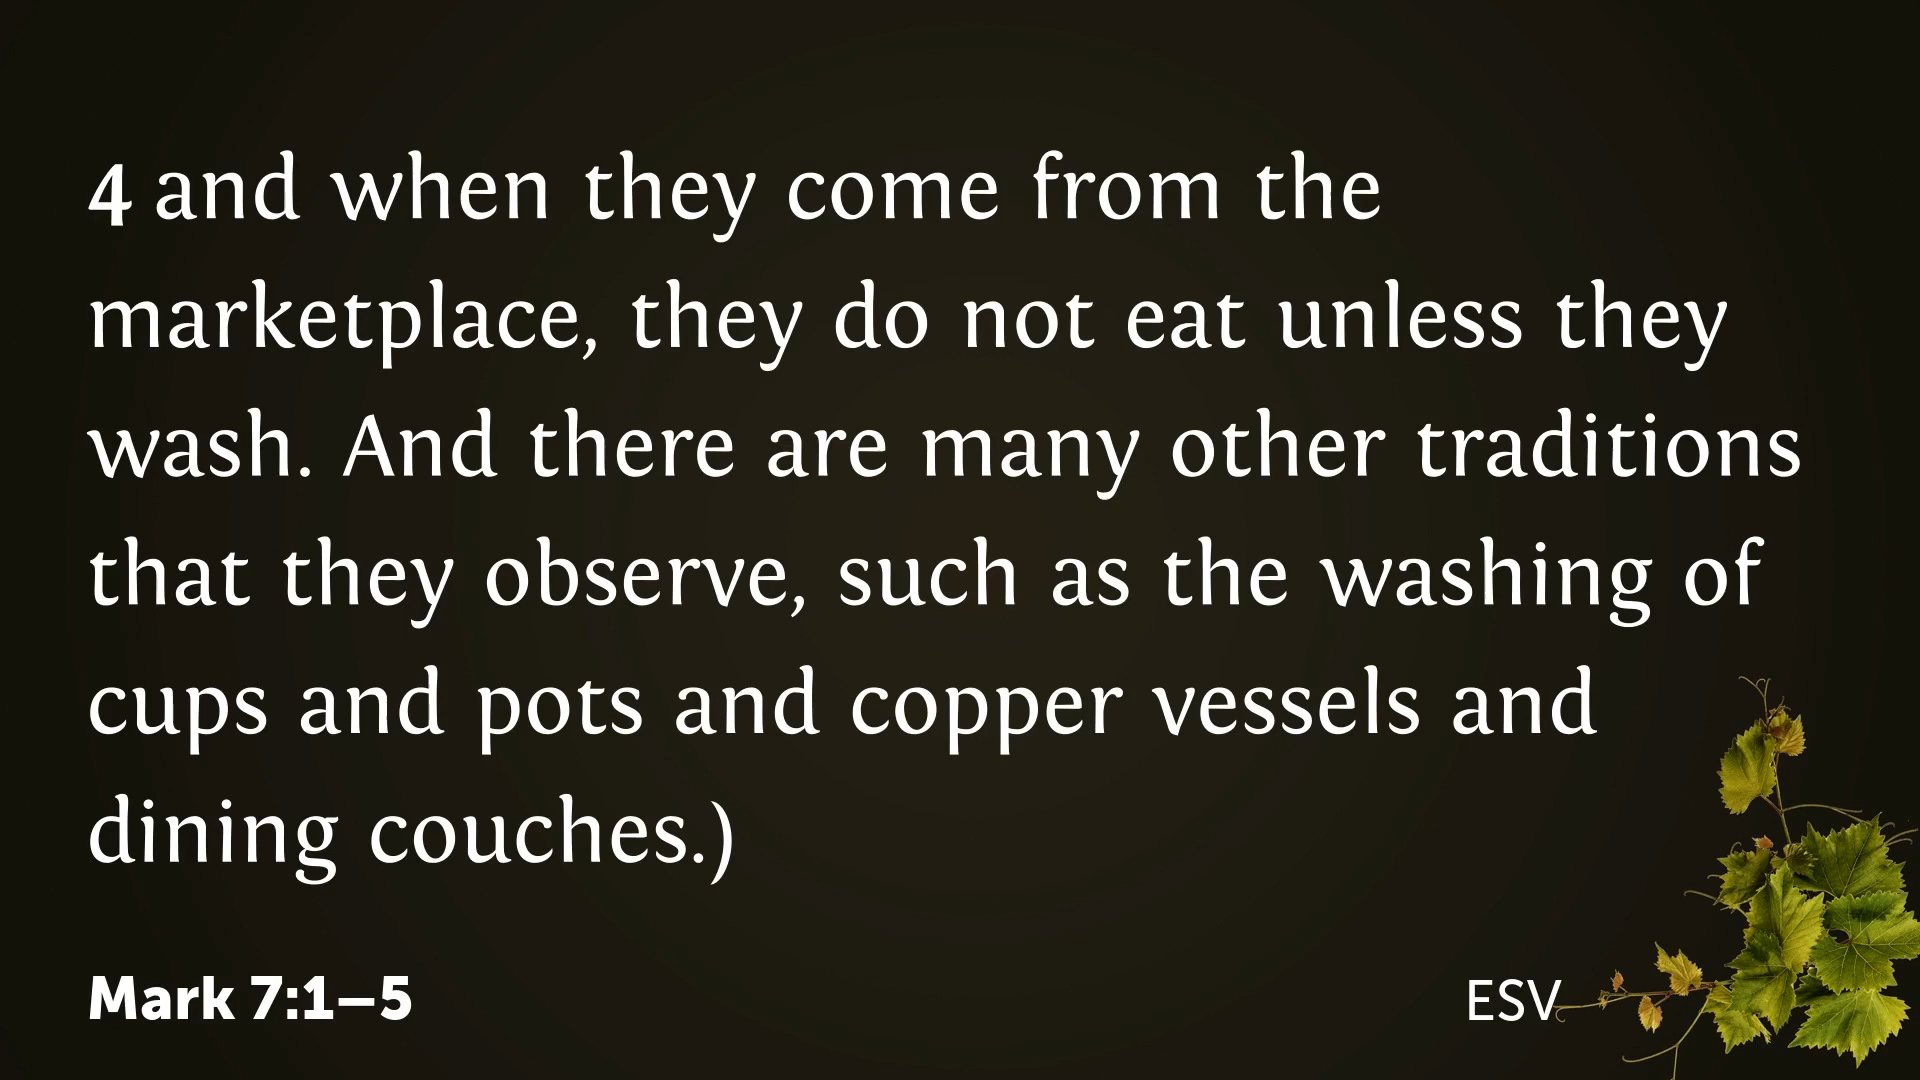 4 and when they come from the
marketplace, they do not eat unless they
wash. And there are many other traditions
that they observe, such as the washing of
cups and pots and copper vessels and
dining couches.)
Mark 7:1–5
ESV